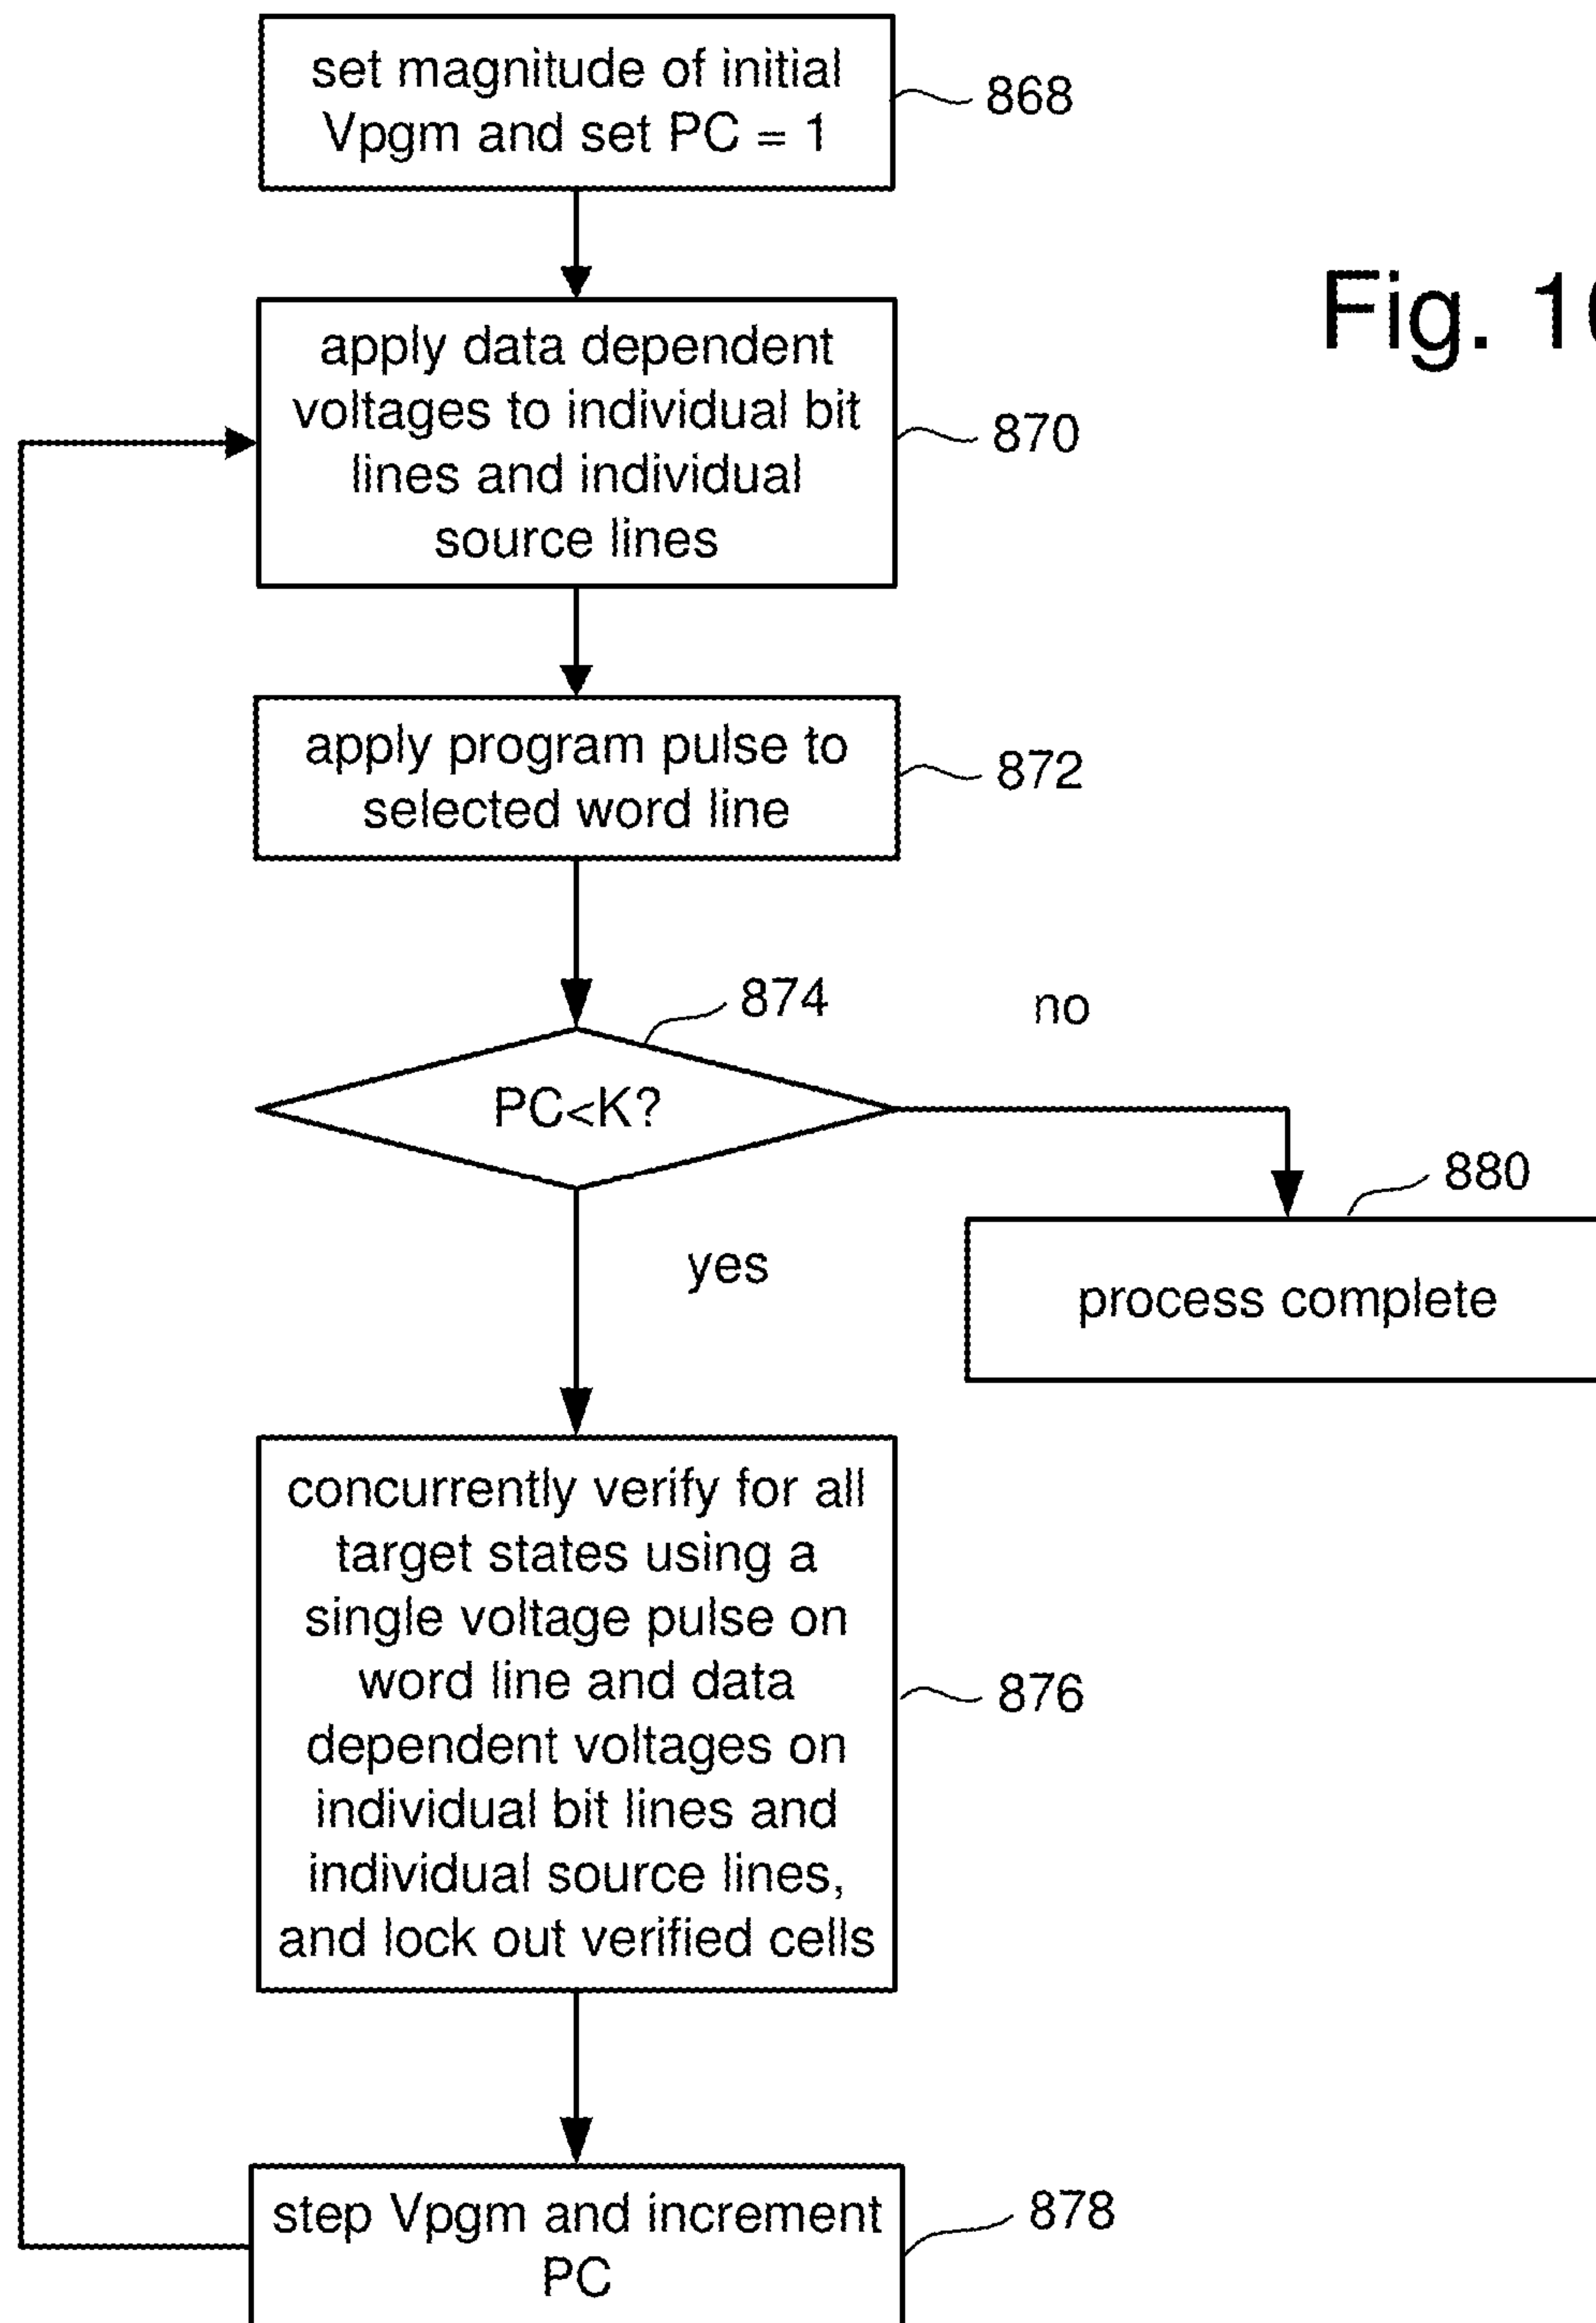 set magnitude of initial
Vpgm and set PC = 1
868
Fig. 1
apply data dependent
voltages to individual bit
lines and individual
source lines
870
apply program pulse to
selected word line
872
874
no
PC<K?
880
yes
process complete
concurrently verify for all
target states using a
single voltage pulse on
word line and data
dependent voltages on
individual bit lines and
individual source lines,
and lock out verified cells
876
step Vpgm and increment
PC
878